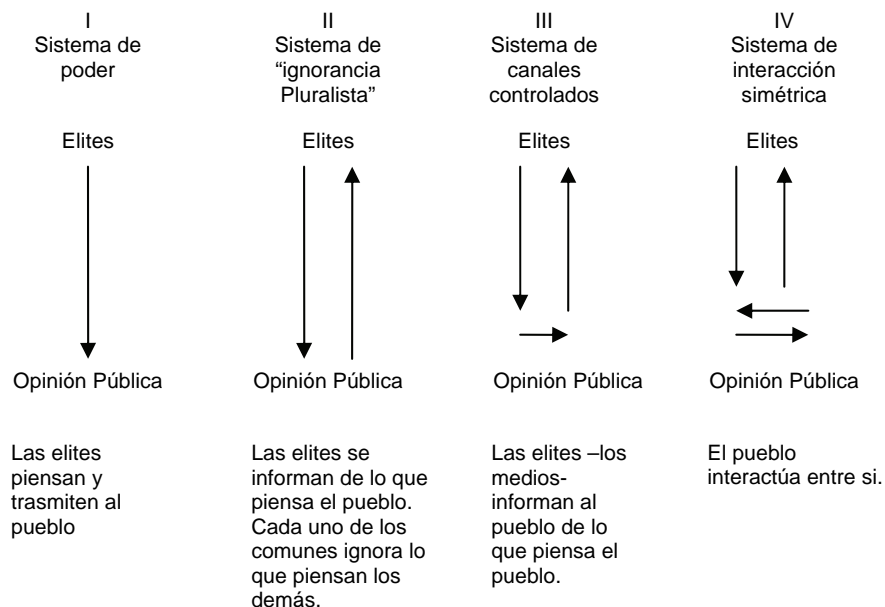 I
Sistema de
poder
II
Sistema de
“ignorancia
Pluralista”
III
Sistema de
canales
controlados
IV
Sistema de
interacción
simétrica
Elites
Elites
Elites
Elites
Opinión Pública
Opinión Pública
Opinión Pública
Opinión Pública
Las elites
piensan y
trasmiten al
pueblo
Las elites se
informan de lo que
piensa el pueblo.
Cada uno de los
comunes ignora lo
que piensan los
demás.
Las elites –los
medios-
informan al
pueblo de lo
que piensa el
pueblo.
El pueblo
interactúa entre si.